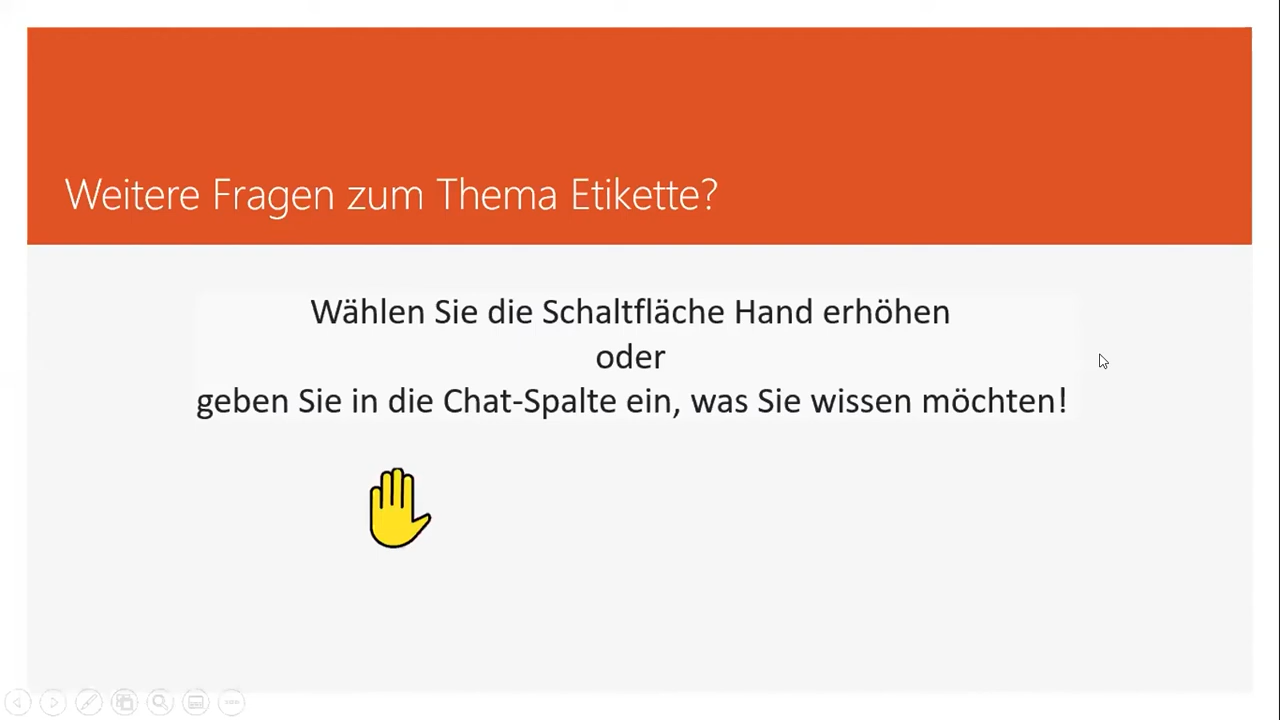 Weitere Fragen zum Thema Etikette?
Wählen Sie die Schaltfläche Hand erhöhen
oder
geben Sie in die Chat-Spalte ein, was Sie wissen möchten!